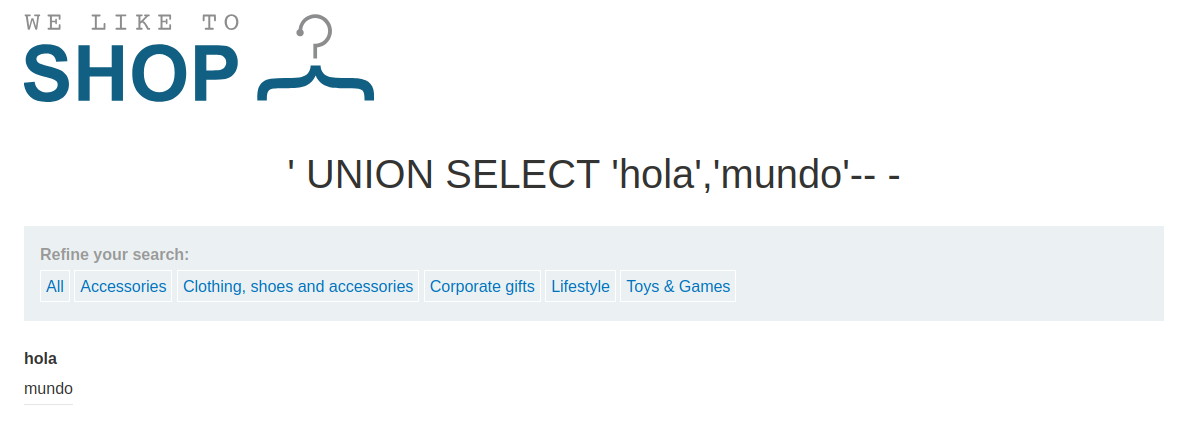 WE LIKE TO
SHOP
' UNION SELECT 'hola','mundo'-- -
Refine your search:
All Accessories Clothing, shoes and accessories Corporate gifts Lifestyle Toys & Games
hola
mundo